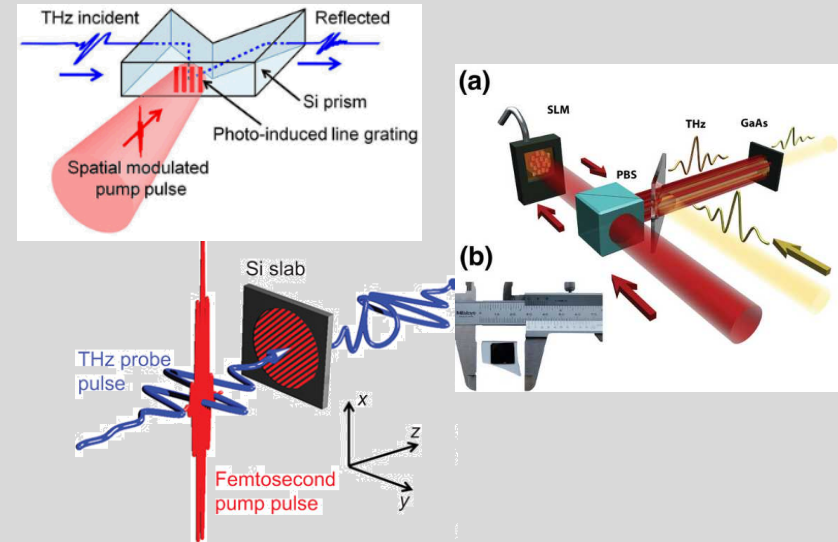 THz incident
Reflected
Si prism
Photo-induced line grating
Spatial modulated
pump pulse
Si slab
THz probe
pulse
Femtosecond
pump pulse
x
z
y
(a)
SLM
THz
GaAs
PBS
(b)